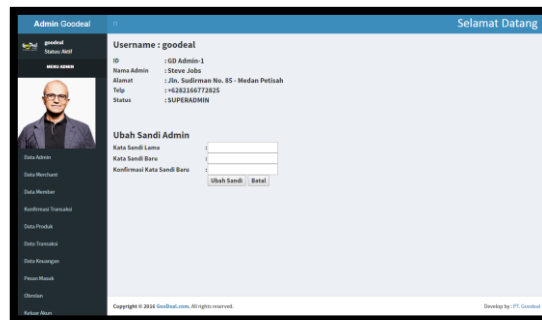 Admin Goodeal
Selamat Datang
goodeal
Status: Aktif
MENU ADMIN
Data Admin
Data Merchant
Data Member
Konfirmasi Transaksi
Data Produk
Data Transaksi
Data Keuangan
Pesan Masuk
Obrolan
Keluar Akun
Username : goodeal
ID : GD Admin-1
Nama Admin : Steve Jobs
Alamat : Jln. Sudirman No. 85 - Medan Petisah
Telp : +6282166772825
Status : SUPERADMIN
Ubah Sandi Admin
Kata Sandi Lama :
Kata Sandi Baru :
Konfirmasi Kata Sandi Baru :
Ubah Sandi Batal
Copyright © 2016 GooDeal.com. All rights reserved.
Develop by : PT. Goodeal